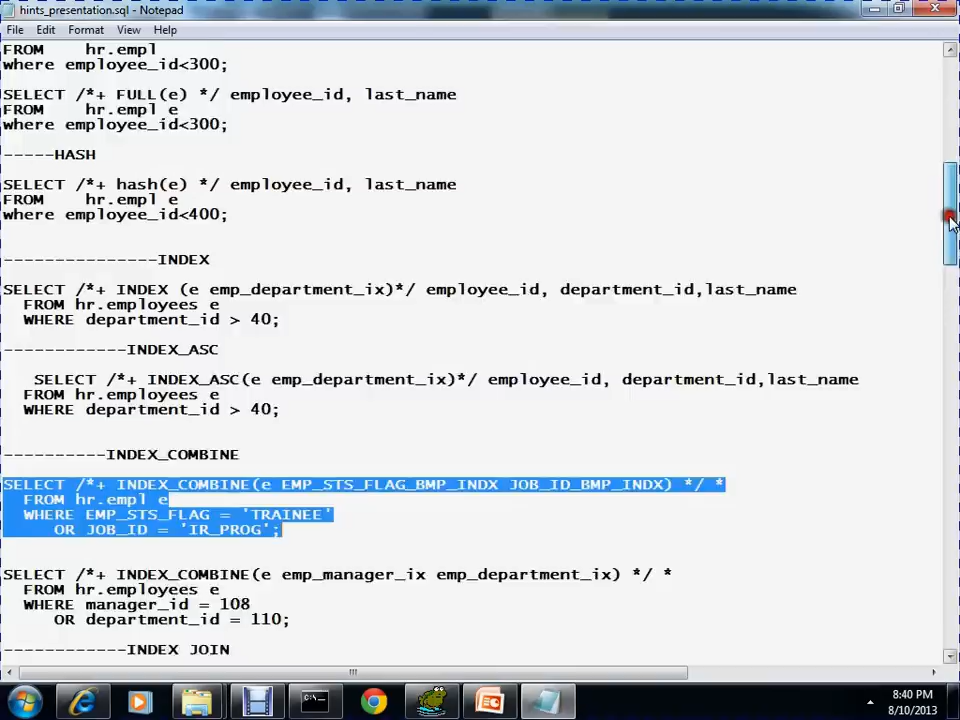 hints_presentation.sql - Notepad
File Edit Format View Help
FROM hr.empl
where employee_id<300;
SELECT /*+ FULL(e) */ employee_id, last_name
FROM hr.empl e
where employee_id<300;
-----HASH
SELECT /*+ hash(e) */ employee_id, last_name
FROM hr.empl e
where employee_id<400;
---------------INDEX
SELECT /*+ INDEX (e emp_department_ix)*/ employee_id, department_id,last_name
FROM hr.employees e
WHERE department_id > 40;
------------INDEX_ASC
SELECT /*+ INDEX_ASC(e emp_department_ix)*/ employee_id, department_id,last_name
FROM hr.employees e
WHERE department_id > 40;
----------INDEX_COMBINE
SELECT /*+ INDEX_COMBINE(e EMP_STS_FLAG_BMP_INDX JOB_ID_BMP_INDX) */ *
FROM hr.empl e
WHERE EMP_STS_FLAG = 'TRAINEE'
OR JOB_ID = 'IR_PROG';
SELECT /*+ INDEX_COMBINE(e emp_manager_ix emp_department_ix) */ *
FROM hr.employees e
WHERE manager_id = 108
OR department_id = 110;
------------INDEX JOIN
8:40 PM
8/10/2013